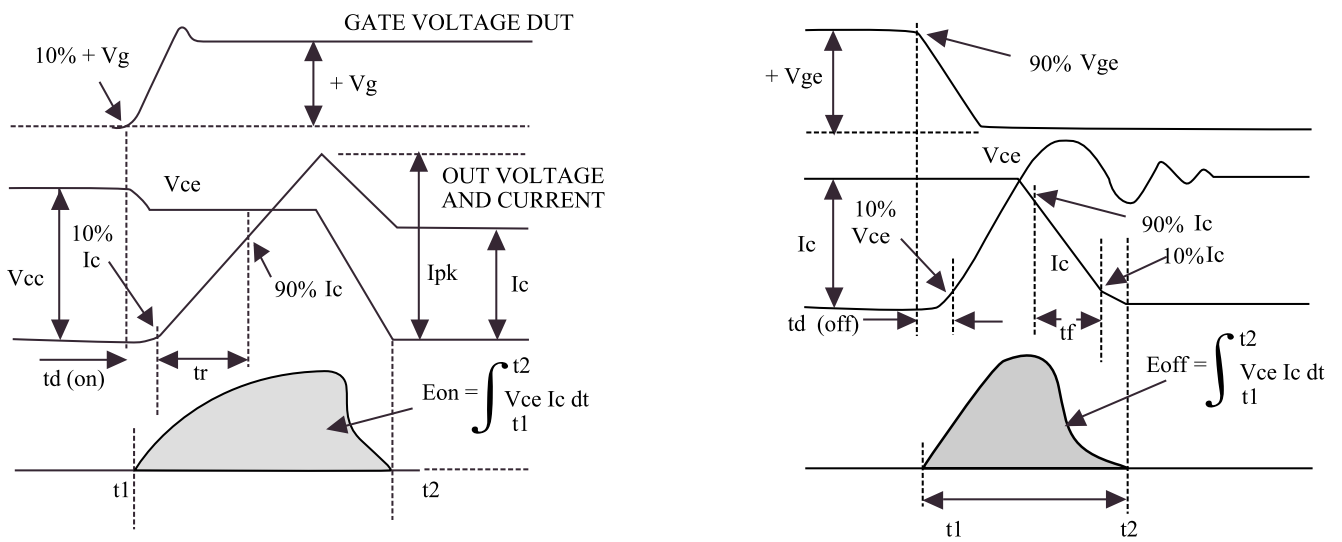 GATE VOLTAGE DUT
10% + Vg
+ Vg
Vce
OUT VOLTAGE
AND CURRENT
10%
Ic
Vcc
90% Ic
Ipk
Ic
td (on)
tr
Eon = ∫ t2 t1 Vce Ic dt
t1
t2
90% Vge
+ Vge
Vce
10%
Vce
90% Ic
Ic
Ic
10%Ic
td (off)
tf
Eoff = ∫ t2 t1 Vce Ic dt
t1
t2